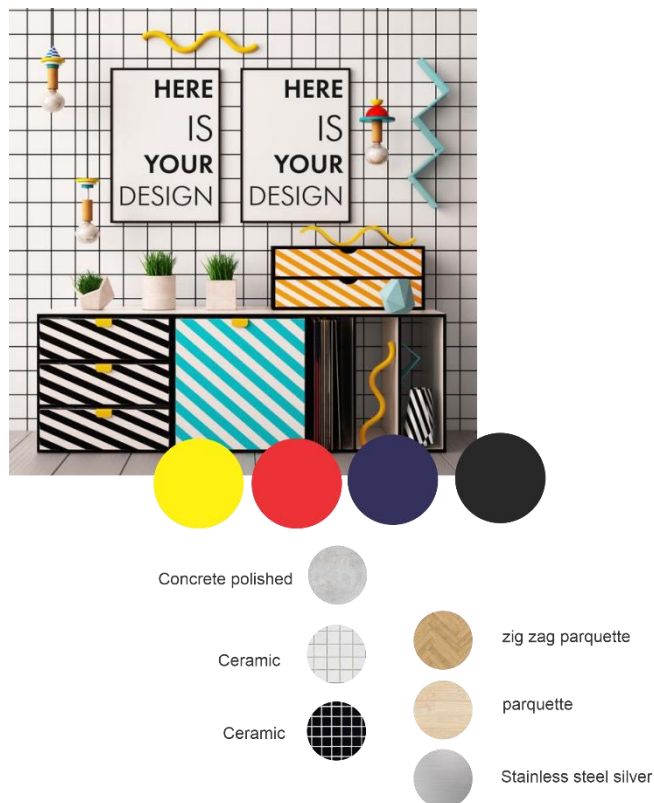 HERE
IS
YOUR
DESIGN
HERE
IS
YOUR
DESIGN
Concrete polished
Ceramic
Ceramic
zig zag parquette
parquette
Stainless steel silver